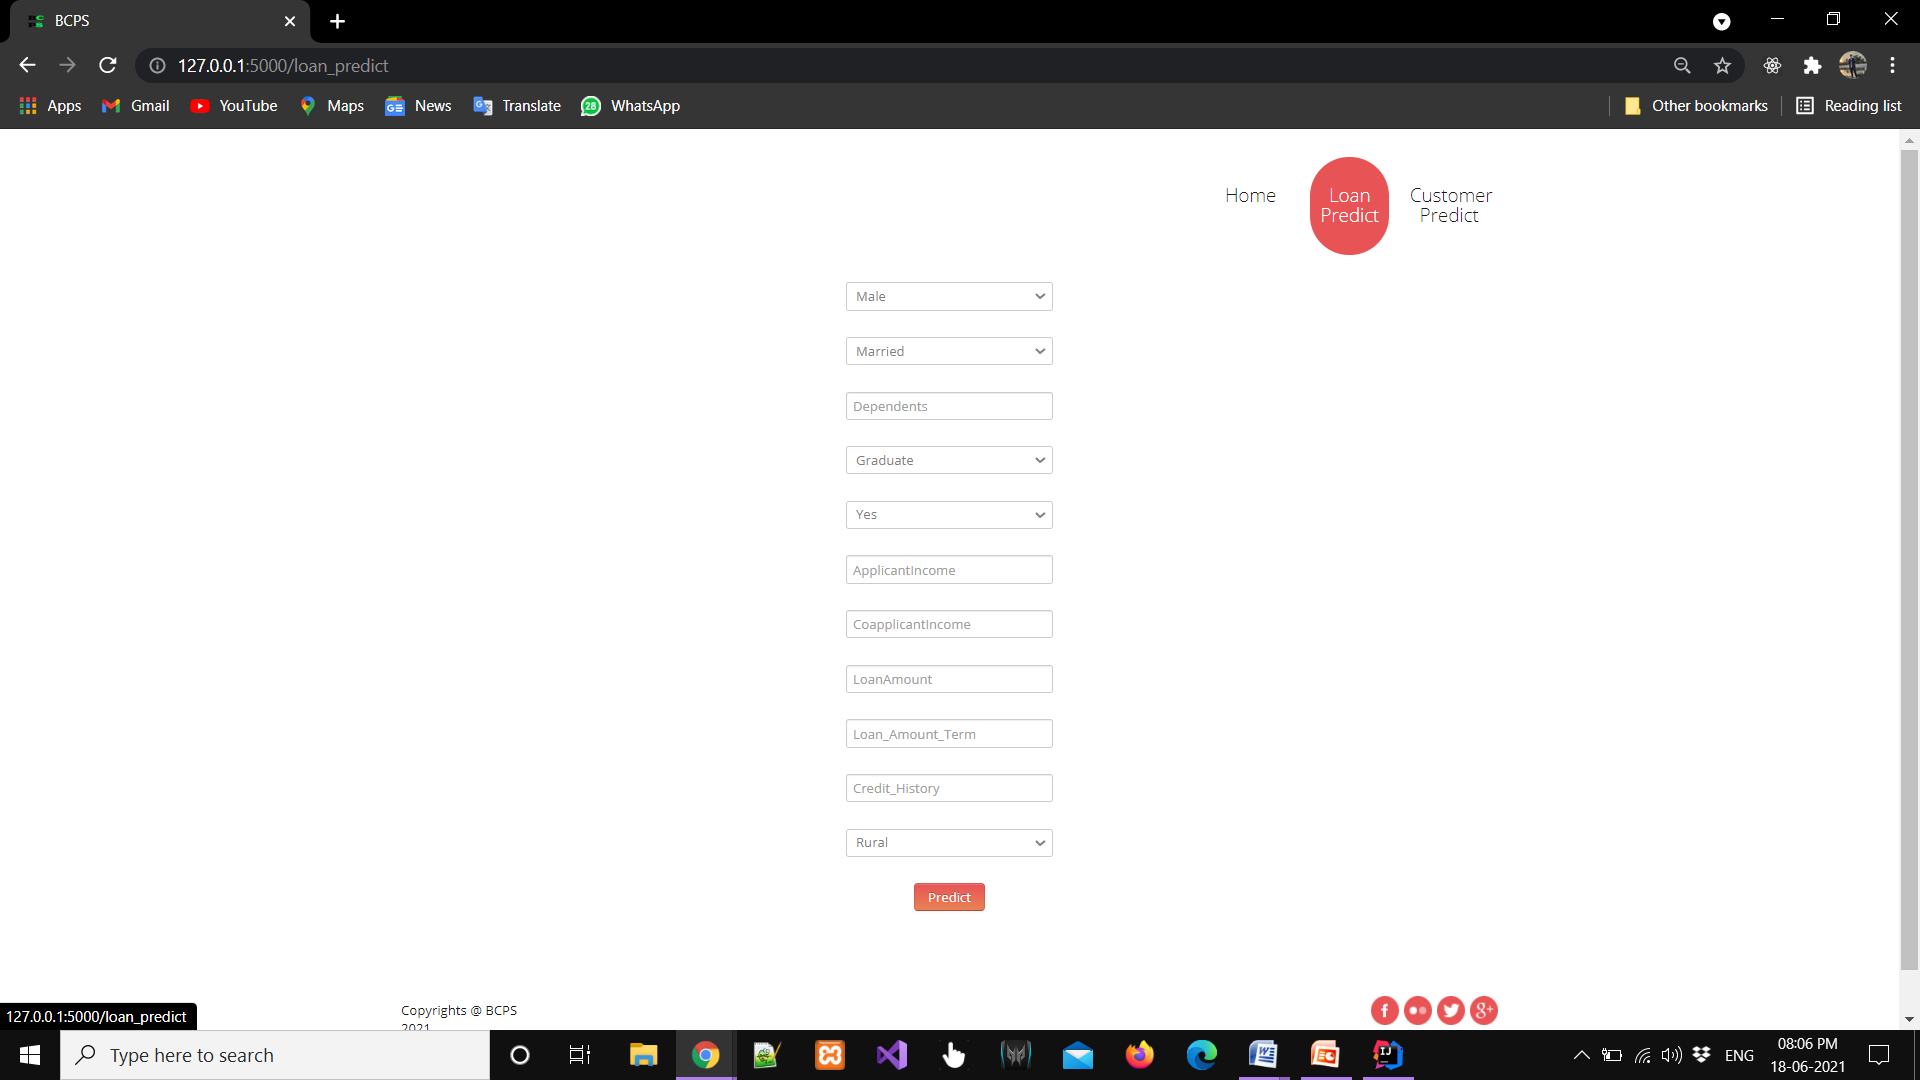 BCPS
127.0.0.1:5000/loan_predict
Apps Gmail YouTube Maps News Translate 28 WhatsApp Other bookmarks Reading list
Home
Loan
Predict
Customer
Predict
Male
Married
Dependents
Graduate
Yes
ApplicantIncome
CoapplicantIncome
LoanAmount
Loan_Amount_Term
Credit_History
Rural
Predict
Copyrights @ BCPS
2021
127.0.0.1:5000/loan_predict
Type here to search
ENG
08:06 PM
18-06-2021